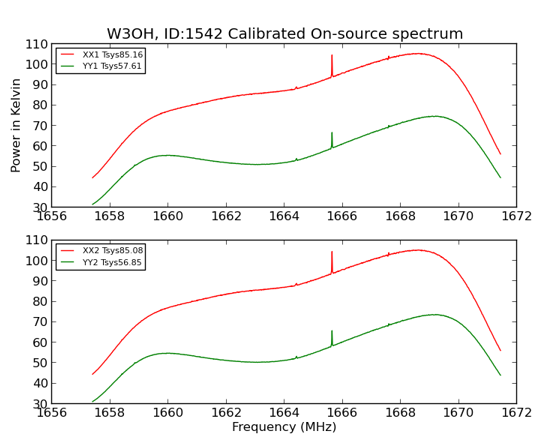 W3OH, ID:1542 Calibrated On-source spectrum
110
100
90
80
70
60
50
40
30
Power in Kelvin
XX1 Tsys85.16
YY1 Tsys57.61
1656 1658 1660 1662 1664 1666 1668 1670 1672
110
100
90
80
70
60
50
40
30
XX2 Tsys85.08
YY2 Tsys56.85
1656 1658 1660 1662 1664 1666 1668 1670 1672
Frequency (MHz)